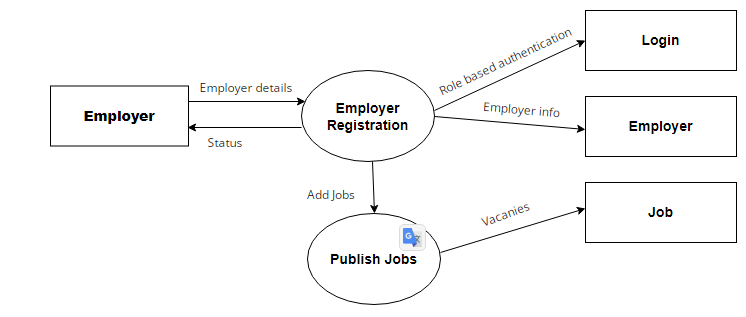 Login
Role based authentication
Employer details
Employer
Registration
Employer
Status
Employer info
Employer
Add Jobs
Vacanies
Job
Publish Jobs
G